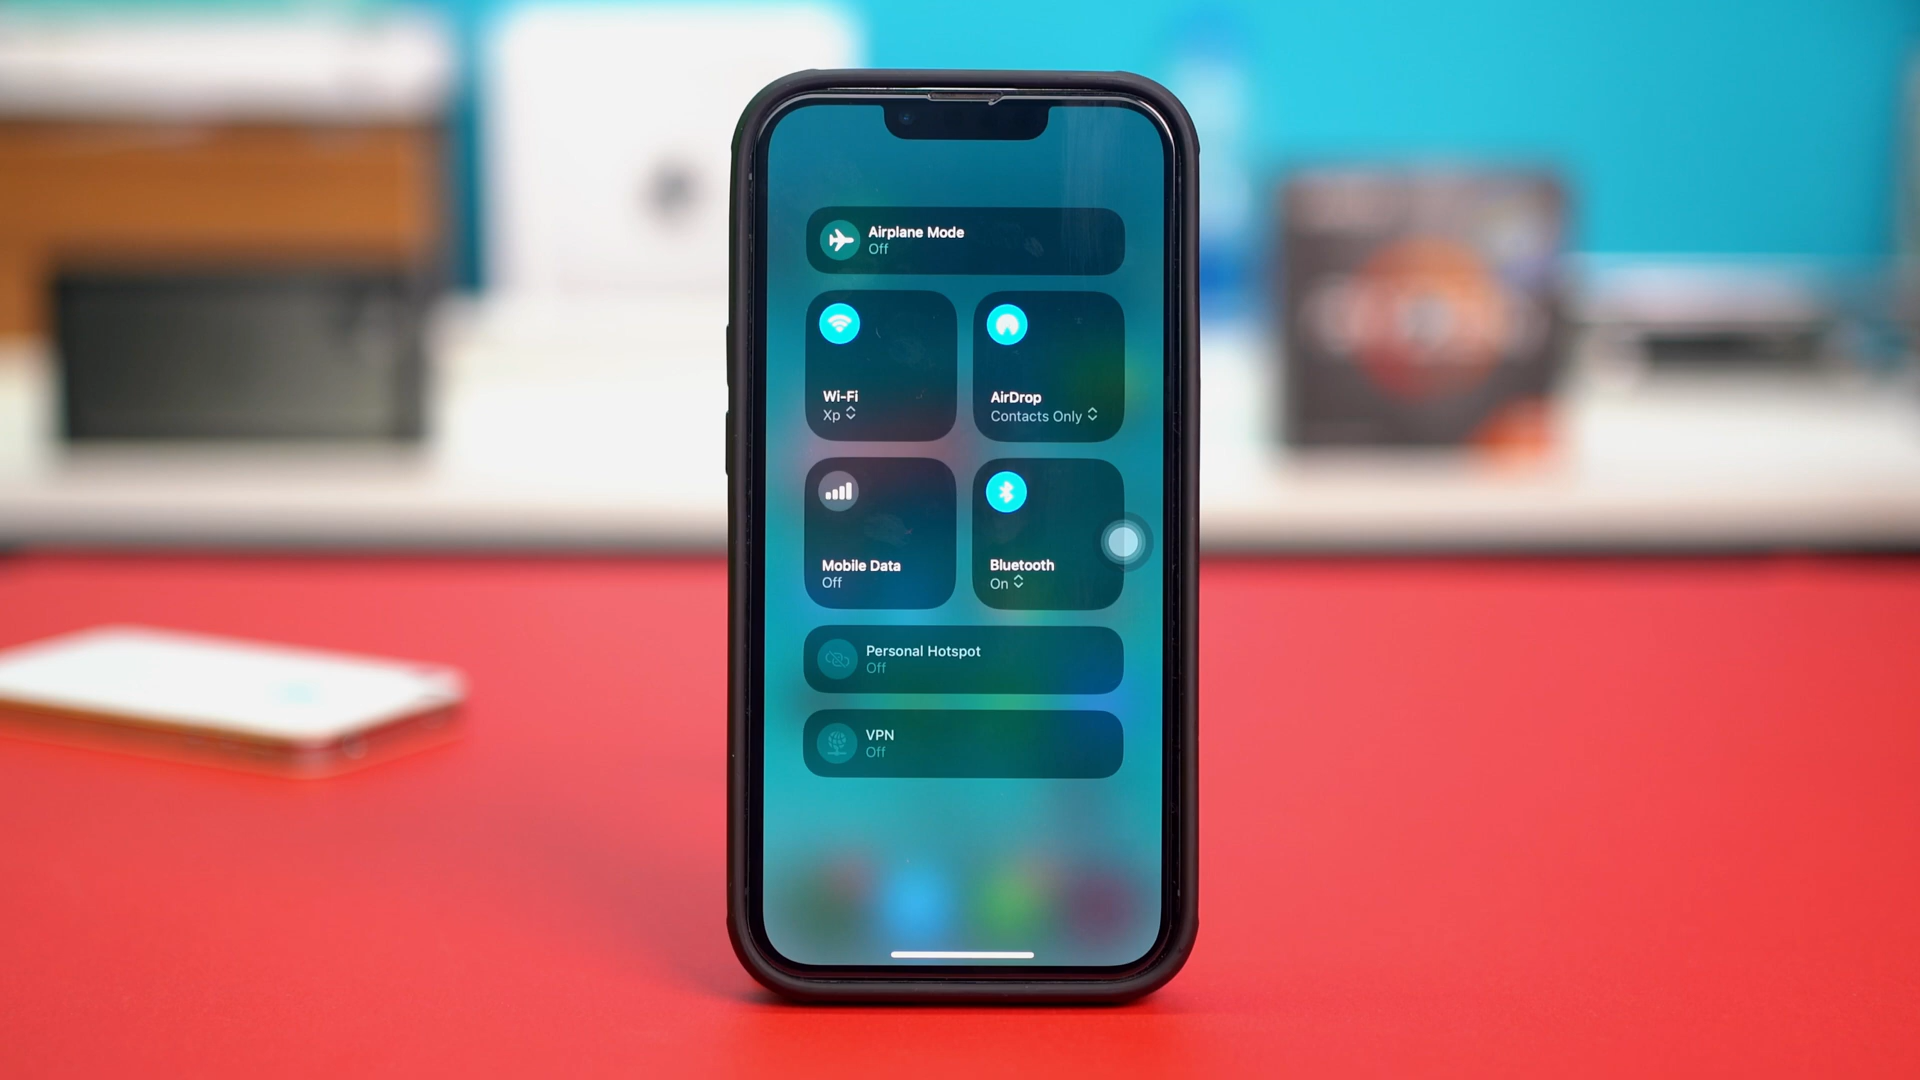 Airplane Mode
Off
Wi-Fi
Xp
AirDrop
Contacts Only
Mobile Data
Off
Bluetooth
On
Personal Hotspot
Off
VPN
Off